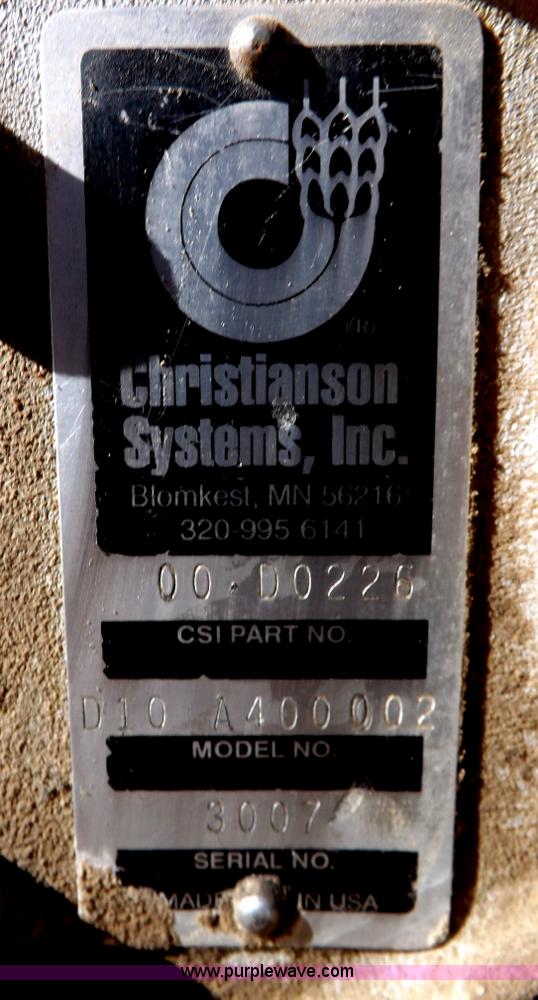 (R)
Christianson
Systems, Inc.
Blomkest, MN 56216
320-995 6141
00.D0226
CSI PART NO.
D10 A400002
MODEL NO.
3007
SERIAL NO.
MADE IN USA
www.purplewave.com